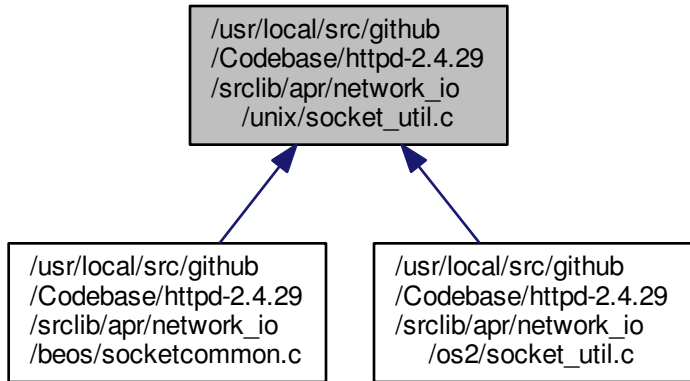 /usr/local/src/github
/Codebase/httpd-2.4.29
/srclib/apr/network_io
/unix/socket_util.c
/usr/local/src/github
/Codebase/httpd-2.4.29
/srclib/apr/network_io
/beos/socketcommon.c
/usr/local/src/github
/Codebase/httpd-2.4.29
/srclib/apr/network_io
/os2/socket_util.c